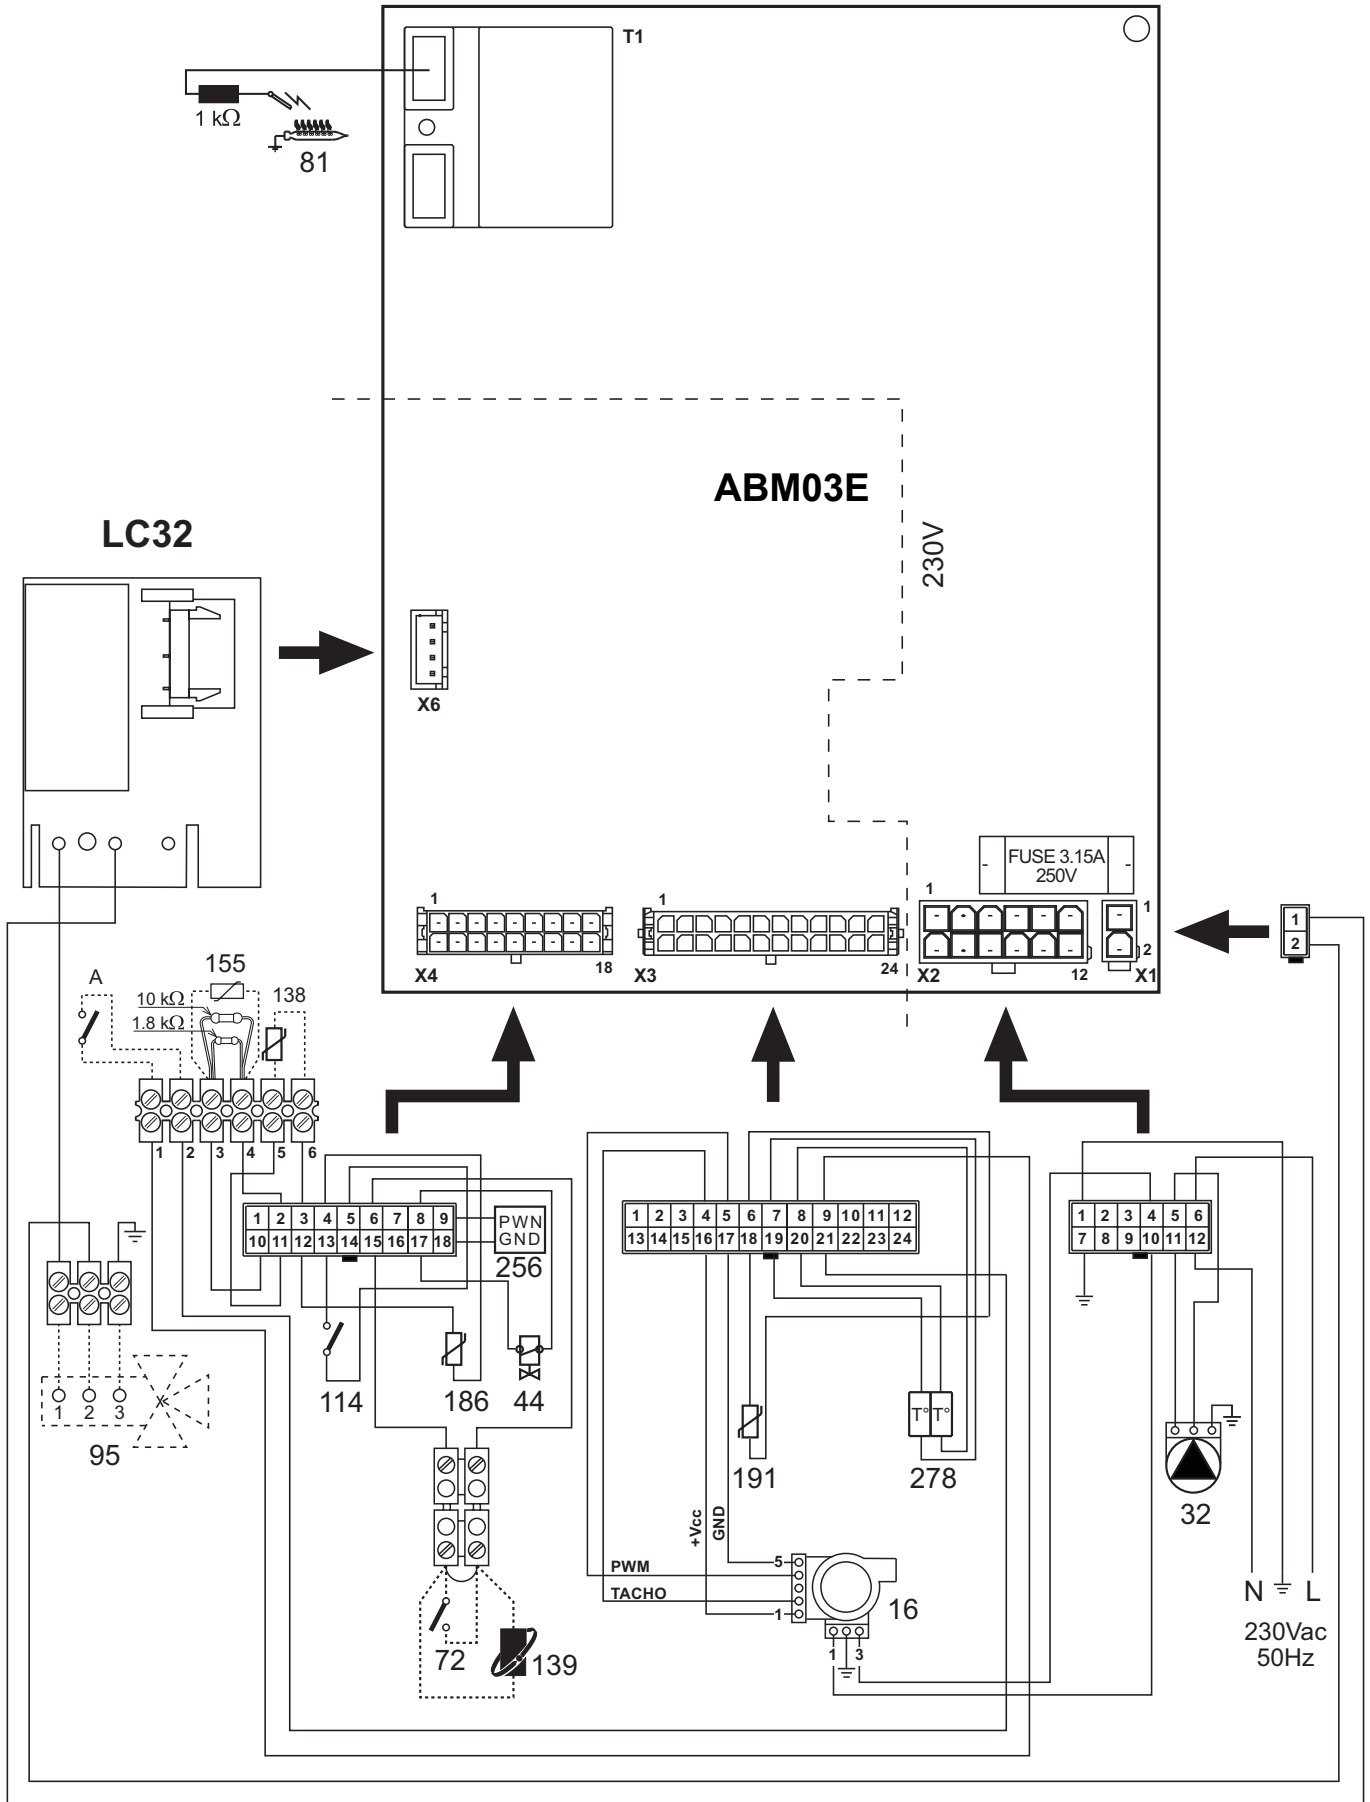 T1
1 kΩ
81
ABM03E
230V
LC32
X6
FUSE 3.15A
250V
1
1
1
1
2
18
24
12
X4
X3
X2
X1
1
2
A
155
138
10 kΩ
1.8 kΩ
1 2 3 4 5 6
1 2 3 4 5 6 7 8 9
10 11 12 13 14 15 16 17 18
PWN
GND
256
1 2 3 4 5 6 7 8 9 10 11 12
13 14 15 16 17 18 19 20 21 22 23 24
1 2 3 4 5 6
7 8 9 10 11 12
114
186
44
1 2 3
95
T° T°
191
278
32
+Vcc
GND
PWM
TACHO
5
1
16
1 3
72
139
N L
230Vac
50Hz